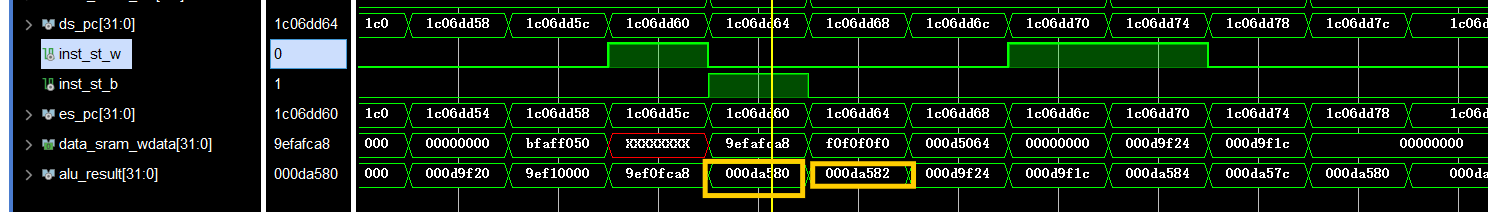 ds_pc[31:0] 1c06dd64 1c0 1c06dd58 1c06dd5c 1c06dd60 1c06dd64 1c06dd68 1c06dd6c 1c06dd70 1c06dd74 1c06dd78 1c06dd7c 1c06
inst_st_w 0
inst_st_b 1
es_pc[31:0] 1c06dd60 1c0 1c06dd54 1c06dd58 1c06dd5c 1c06dd60 1c06dd64 1c06dd68 1c06dd6c 1c06dd70 1c06dd74 1c06dd78 1c06
data_sram_wdata[31:0] 9efafca8 000 00000000 bfaff050 XXXXXXXX 9efafca8 f0f0f0f0 000d5064 00000000 000d9f24 000d9f1c 00000000
alu_result[31:0] 000da580 000 000d9f20 9ef10000 9ef0fca8 000da580 000da582 000d9f24 000d9f1c 000da584 000da57c 000da580 000da